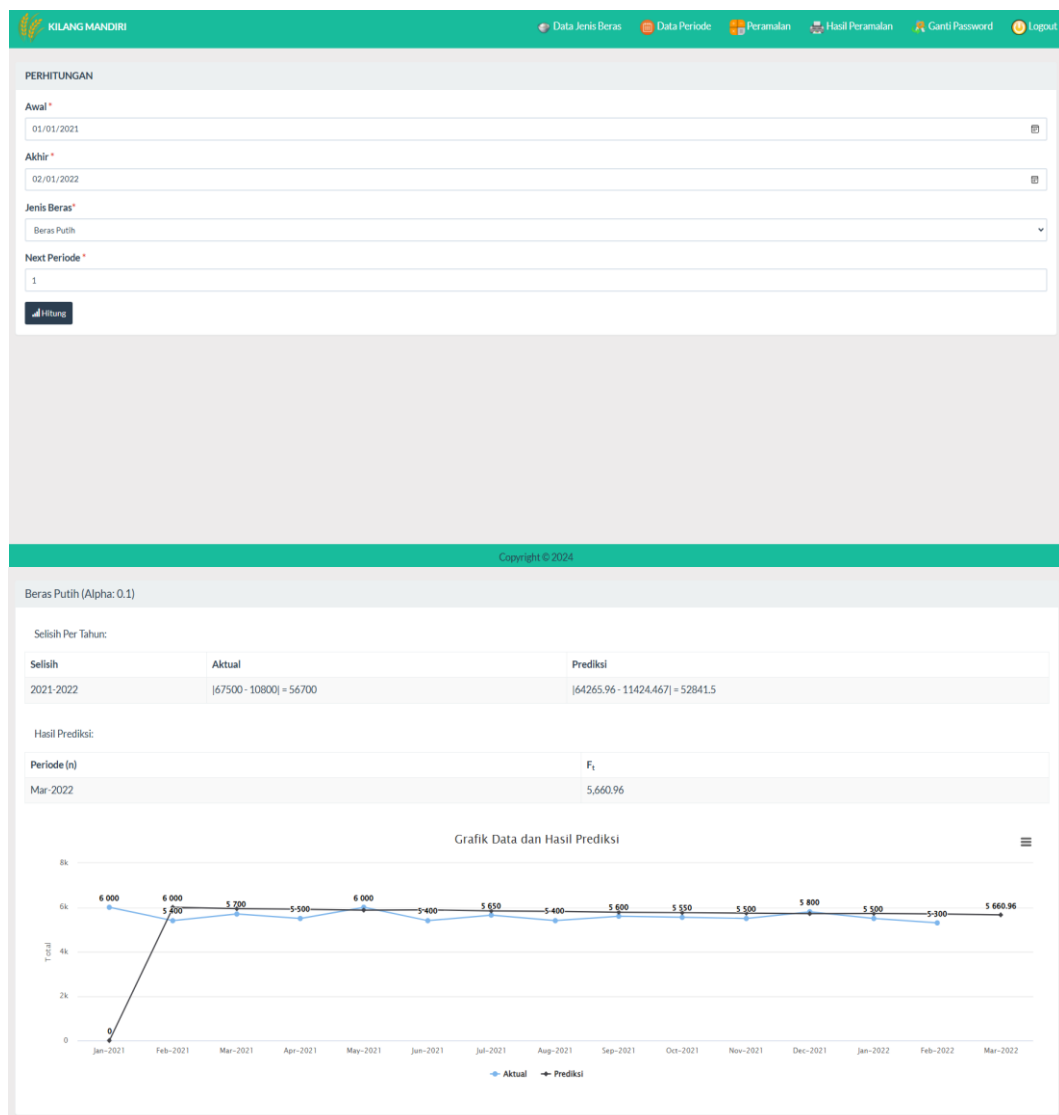 KILANG MANDIRI Data Jenis Beras Data Periode Peramalan Hasil Peramalan Ganti Password Logout
PERHITUNGAN
Awal *
01/01/2021
Akhir *
02/01/2022
Jenis Beras*
Beras Putih
Next Periode *
1
Hitung
Copyright © 2024
Beras Putih (Alpha: 0.1)
Selisih Per Tahun:
Selisih Aktual Prediksi
2021-2022 |67500 - 10800| = 56700 |64265.96 - 11424.467| = 52841.5
Hasil Prediksi:
Periode (n) Ft
Mar-2022 5,660.96
Grafik Data dan Hasil Prediksi
8k
6k
4k
2k
0
Total
6 000 6 000 5 400 5 700 5 500 6 000 5 400 5 650 5 400 5 600 5 550 5 500 5 800 5 500 5 300 5 660.96
0
Jan-2021 Feb-2021 Mar-2021 Apr-2021 May-2021 Jun-2021 Jul-2021 Aug-2021 Sep-2021 Oct-2021 Nov-2021 Dec-2021 Jan-2022 Feb-2022 Mar-2022
Aktual Prediksi